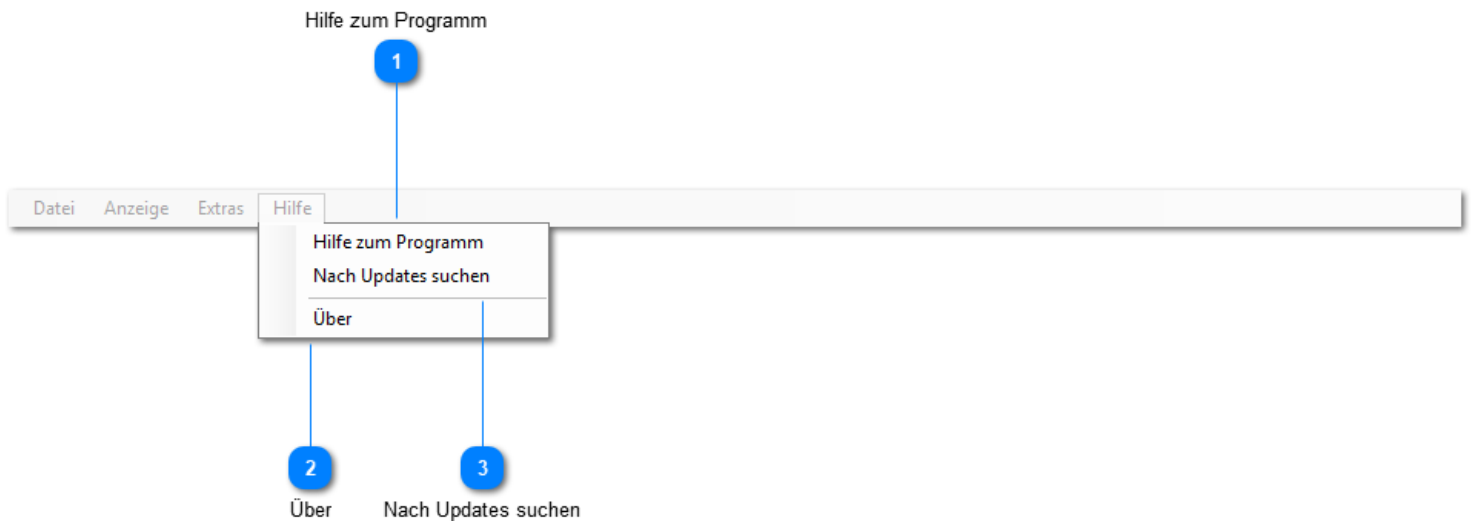 Hilfe zum Programm
1
Datei Anzeige Extras Hilfe
Hilfe zum Programm
Nach Updates suchen
Über
2 3
Über Nach Updates suchen